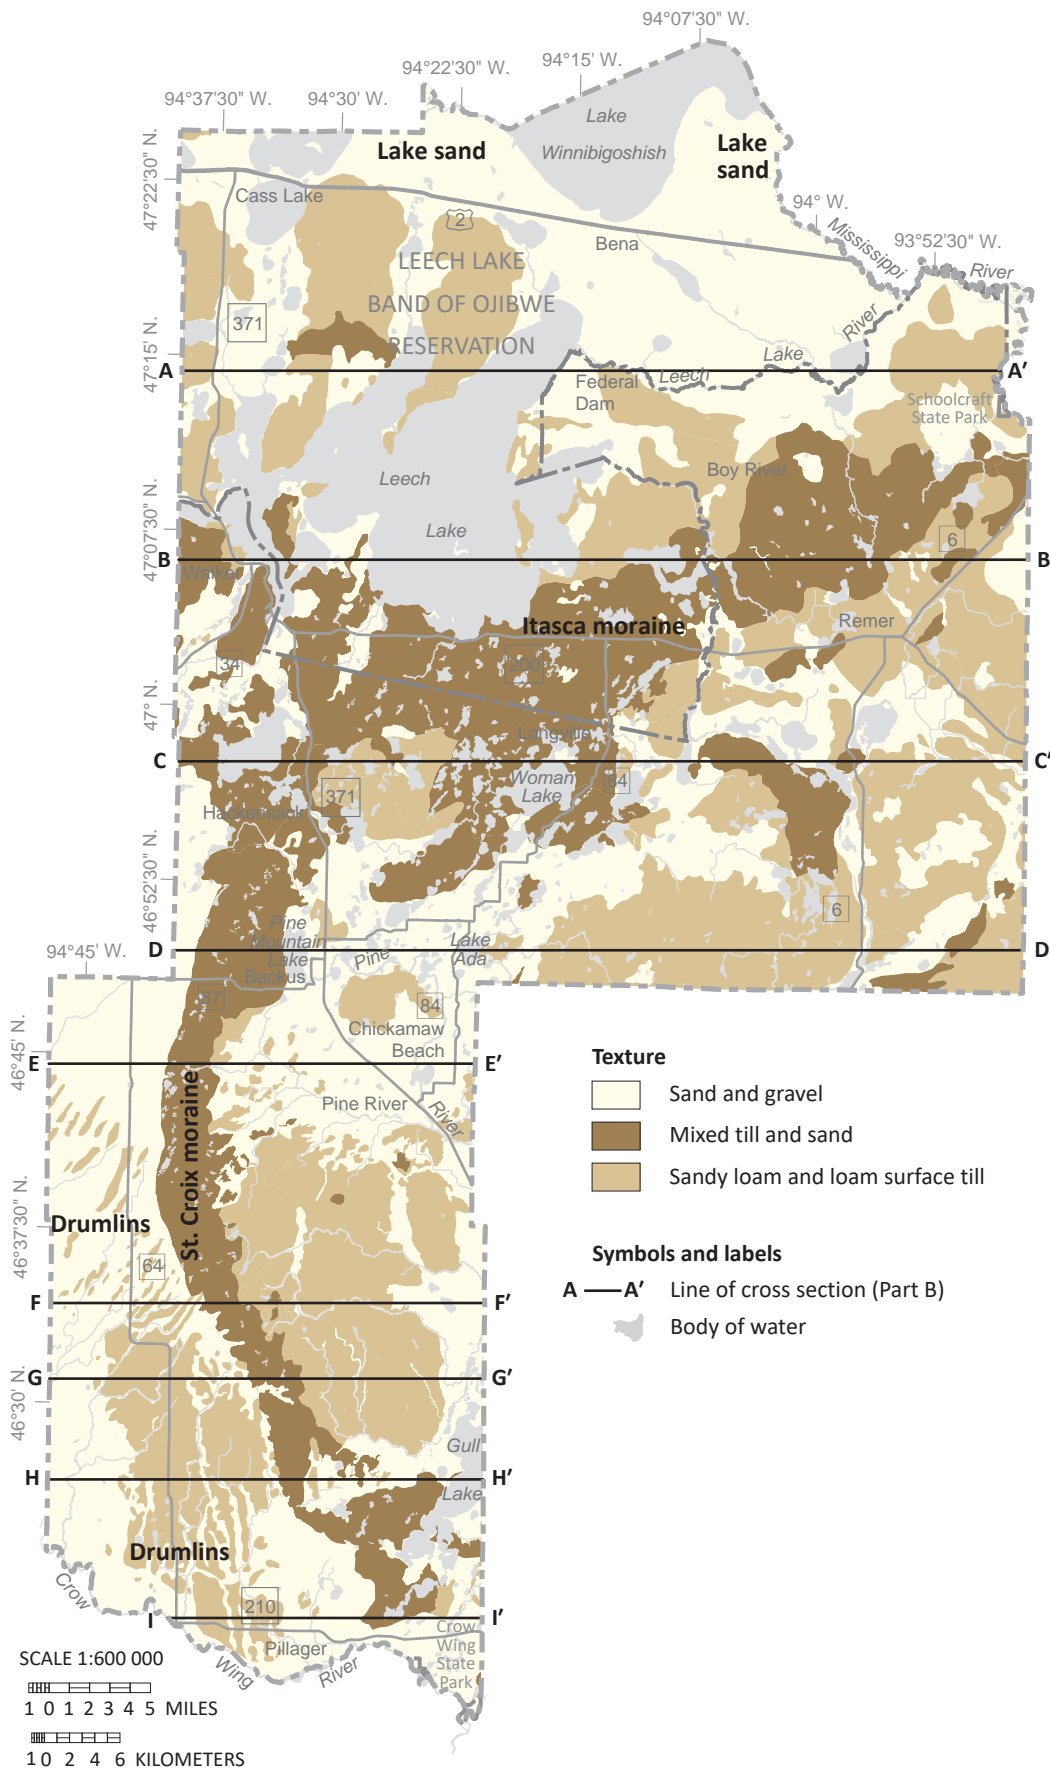 94°07'30" W.
94°15' W.
94°22'30" W.
94°37'30" W.
94°30' W.
47°22'30" N.
Lake
Winnibigoshish
Lake sand
Lake
sand
Cass Lake
94° W.
2
Bena
Mississippi
River
93°52'30" W.
LEECH LAKE
BAND OF OJIBWE
RESERVATION
371
47°15' N.
River
Lake
Leech
A
A'
Federal
Dam
Schoolcraft
State Park
Boy River
Leech
Lake
47°07'30" N.
6
B
B
Walker
Itasca moraine
Remer
34
200
47° N.
Longville
C
C'
Woman
Lake
84
371
Hackensack
46°52'30" N.
6
Pine
Mountain
Lake
Backus
Pine
Lake
Ada
D
D
94°45' W.
87
84
Chickamaw
Beach
46°45' N.
E
E'
Pine River
River
St. Croix moraine
46°37'30" N.
Drumlins
64
F
F'
G
G'
46°30' N.
Gull
Lake
H
H'
Drumlins
Crow
Wing
River
210
I
I'
Pillager
Crow
Wing
State
Park
Texture
Sand and gravel
Mixed till and sand
Sandy loam and loam surface till
Symbols and labels
A A' Line of cross section (Part B)
Body of water
SCALE 1:600 000
1 0 1 2 3 4 5 MILES
1 0 2 4 6 KILOMETERS